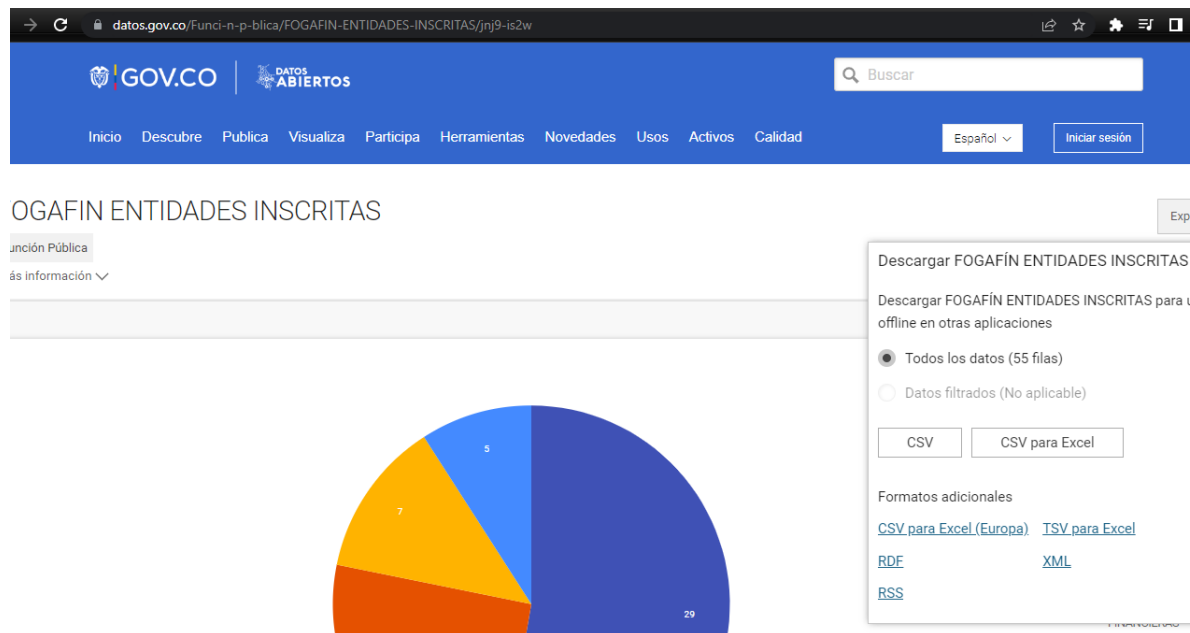 datos.gov.co/Funci-n-p-blica/FOGAFIN-ENTIDADES-INSCRITAS/jnj9-is2w
GOV.CO
DATOS
ABIERTOS
Buscar
Inicio Descubre Publica Visualiza Participa Herramientas Novedades Usos Activos Calidad
Español
Iniciar sesión
OGAFIN ENTIDADES INSCRITAS
Exp
unción Pública
ás información
Descargar FOGAFÍN ENTIDADES INSCRITAS
Descargar FOGAFÍN ENTIDADES INSCRITAS para u
offline en otras aplicaciones
Todos los datos (55 filas)
Datos filtrados (No aplicable)
CSV CSV para Excel
Formatos adicionales
CSV para Excel (Europa) TSV para Excel
RDF XML
RSS
5
7
29